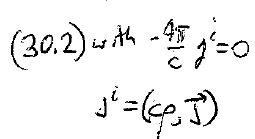 (30.2) with -4π/c j^i=0
j^i=(cρ, J⃗)